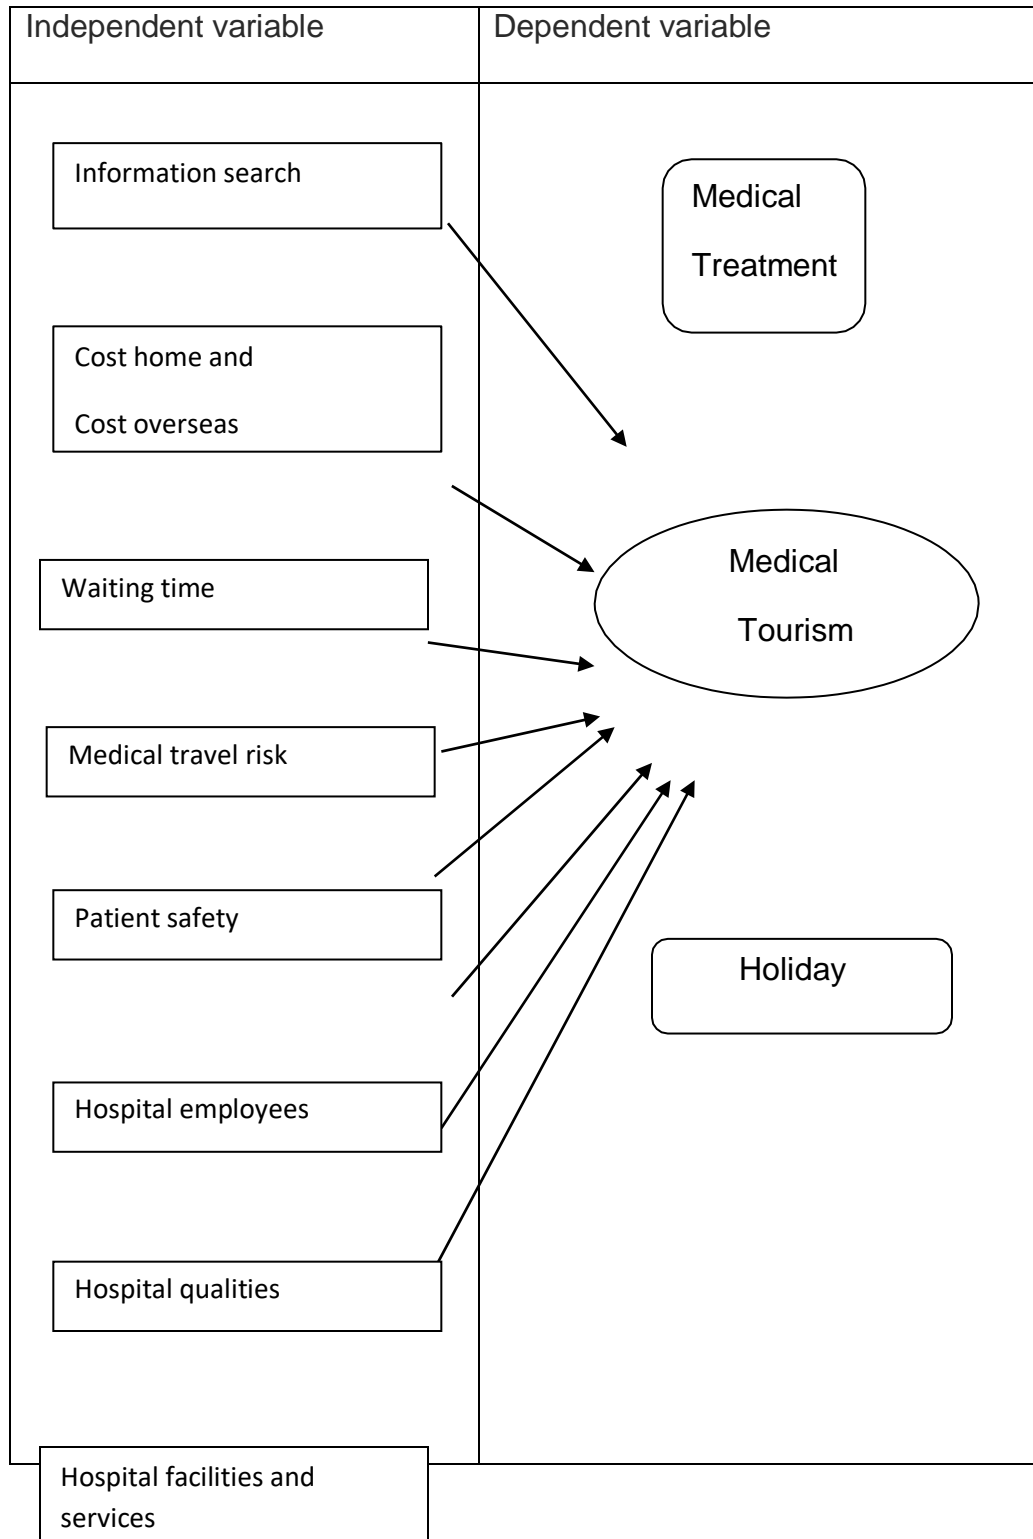 Independent variable
Dependent variable
Information search
Cost home and
Cost overseas
Waiting time
Medical travel risk
Patient safety
Hospital employees
Hospital qualities
Hospital facilities and
services
Medical
Treatment
Medical
Tourism
Holiday